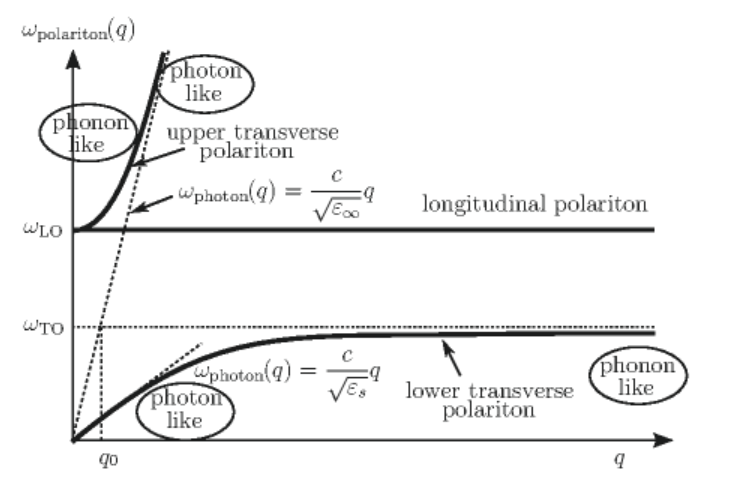 ω_polariton(q)
photon
like
phonon
like
upper transverse
polariton
ω_photon(q) = c/√ε_∞ q
longitudinal polariton
ω_LO
ω_TO
ω_photon(q) = c/√ε_s q
photon
like
lower transverse
polariton
phonon
like
q_0
q